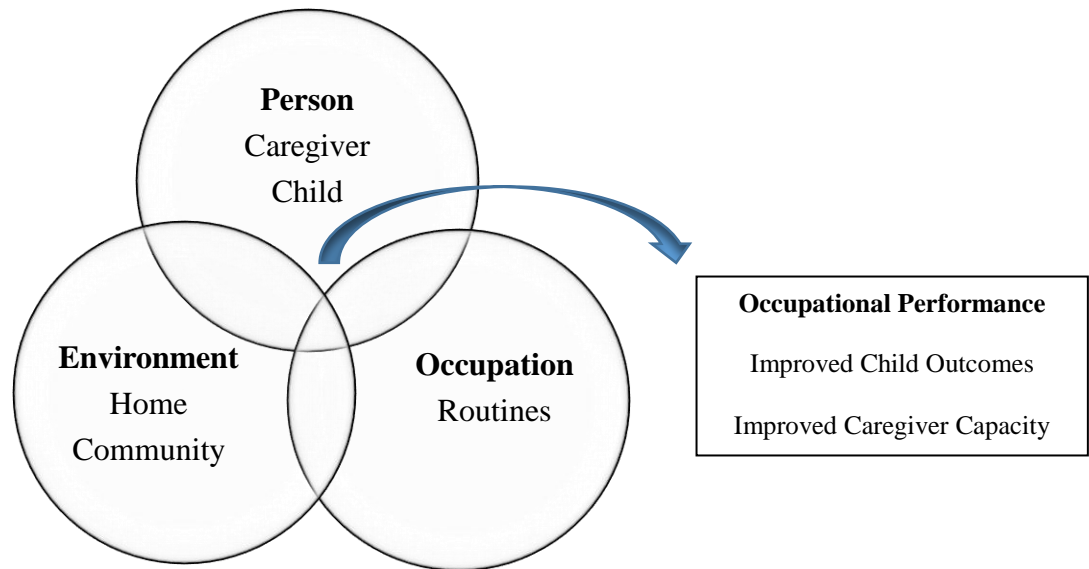 Person
Caregiver
Child
Environment
Home
Community
Occupation
Routines
Occupational Performance
Improved Child Outcomes
Improved Caregiver Capacity